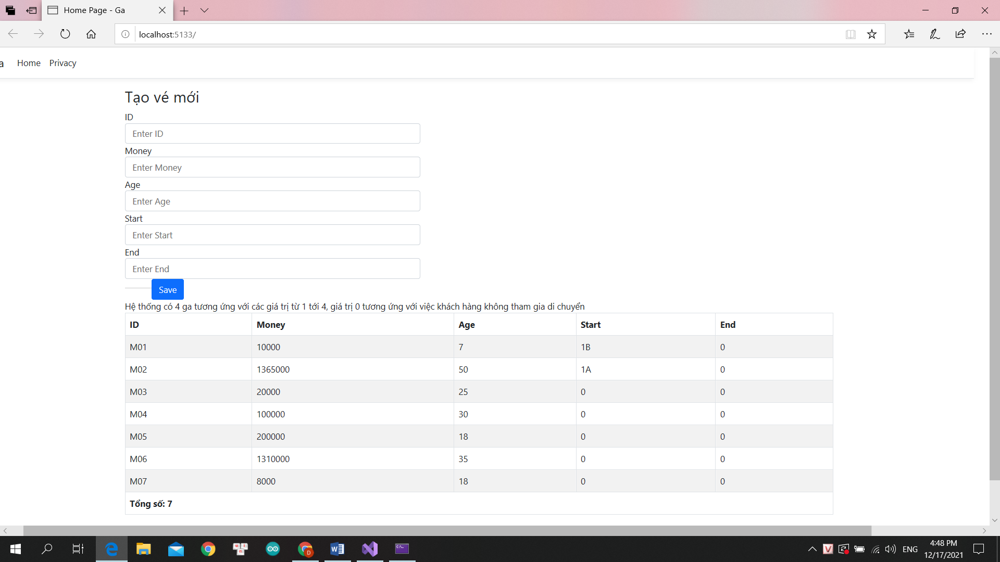 Home Page - Ga
localhost:5133/
a Home Privacy
Tạo vé mới
ID
Enter ID
Money
Enter Money
Age
Enter Age
Start
Enter Start
End
Enter End
Save
Hệ thống có 4 ga tương ứng với các giá trị từ 1 tới 4, giá trị 0 tương ứng với việc khách hàng không tham gia di chuyển
ID Money Age Start End
M01 10000 7 1B 0
M02 1365000 50 1A 0
M03 20000 25 0 0
M04 100000 30 0 0
M05 200000 18 0 0
M06 1310000 35 0 0
M07 8000 18 0 0
Tổng số: 7
ENG
4:48 PM
12/17/2021